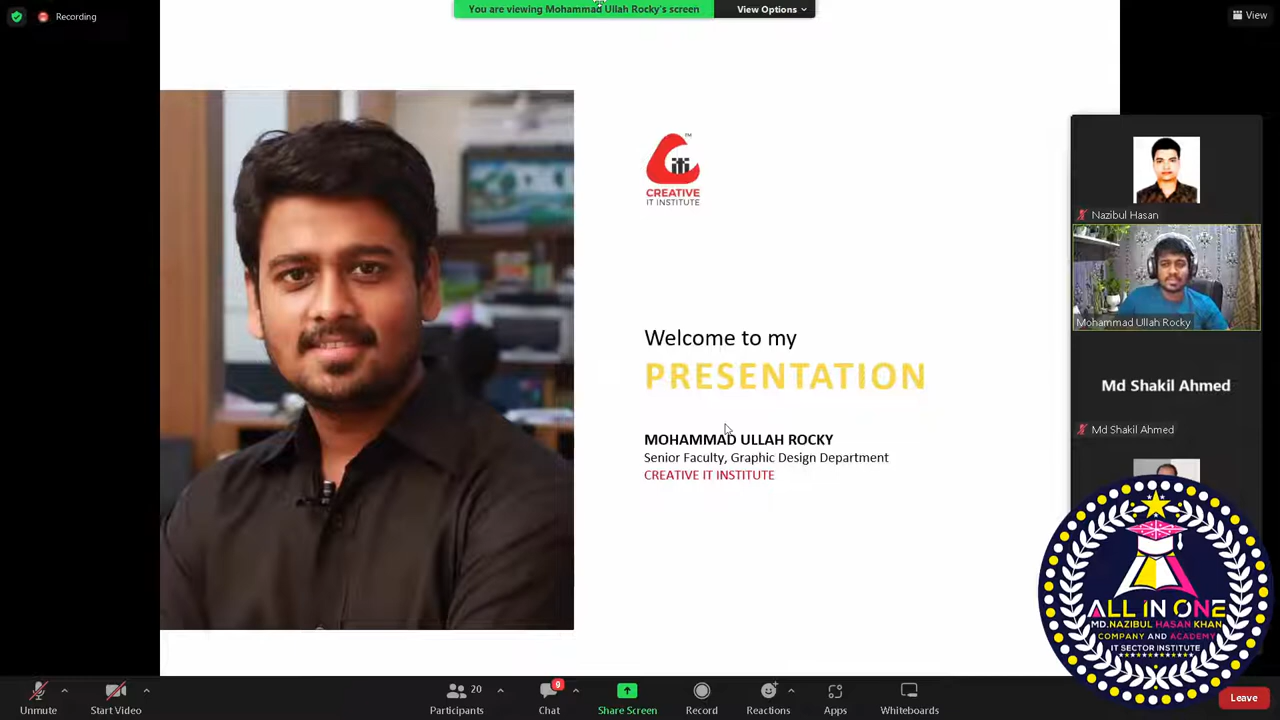 Recording
You are viewing Mohammad Ullah Rocky's screen
View Options
View
CREATIVE
IT INSTITUTE
iti
TM
Welcome to my
PRESENTATION
MOHAMMAD ULLAH ROCKY
Senior Faculty, Graphic Design Department
CREATIVE IT INSTITUTE
Nazibul Hasan
Mohammad Ullah Rocky
Md Shakil Ahmed
Md Shakil Ahmed
ALL IN ONE
MD.NAZIBUL HASAN KHAN
COMPANY AND ACADEMY
IT SECTOR INSTITUTE
Unmute
Start Video
20
Participants
9
Chat
Share Screen
Record
Reactions
Apps
Whiteboards
Leave